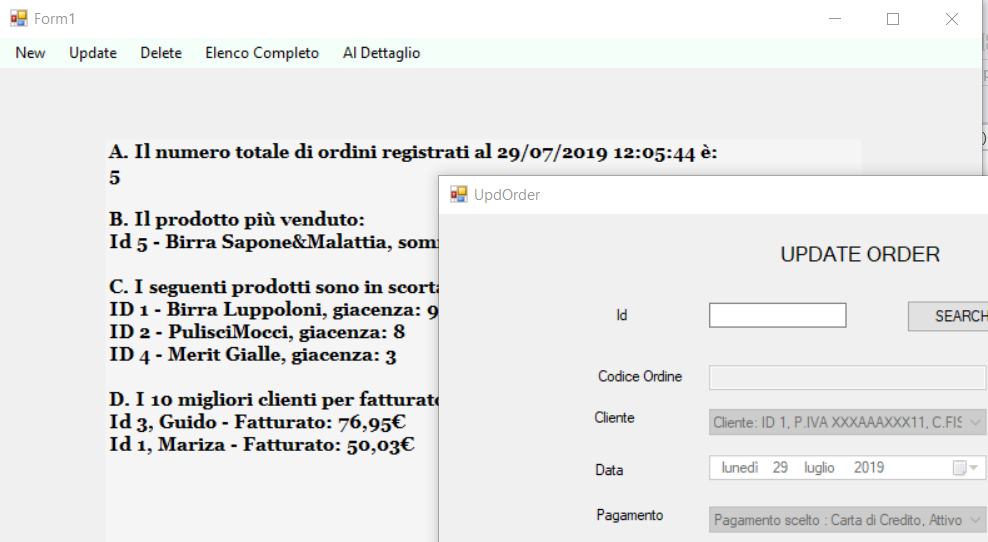 Form1
New Update Delete Elenco Completo Al Dettaglio
A. Il numero totale di ordini registrati al 29/07/2019 12:05:44 è:
5
B. Il prodotto più venduto:
Id 5 - Birra Sapone&Malattia,
C. I seguenti prodotti sono in
ID 1 - Birra Luppoloni, giacenza: 9
ID 2 - PulisciMocci, giacenza: 8
ID 4 - Merit Gialle, giacenza: 3
D. I 10 migliori clienti per fatturato
Id 3, Guido - Fatturato: 76,95€
Id 1, Mariza - Fatturato: 50,03€
UpdOrder
UPDATE ORDER
Id SEARCH
Codice Ordine
Cliente Cliente: ID 1, P.IVA XXXAAAXXX11, C.FIS
Data lunedì 29 luglio 2019
Pagamento Pagamento scelto : Carta di Credito, Attivo